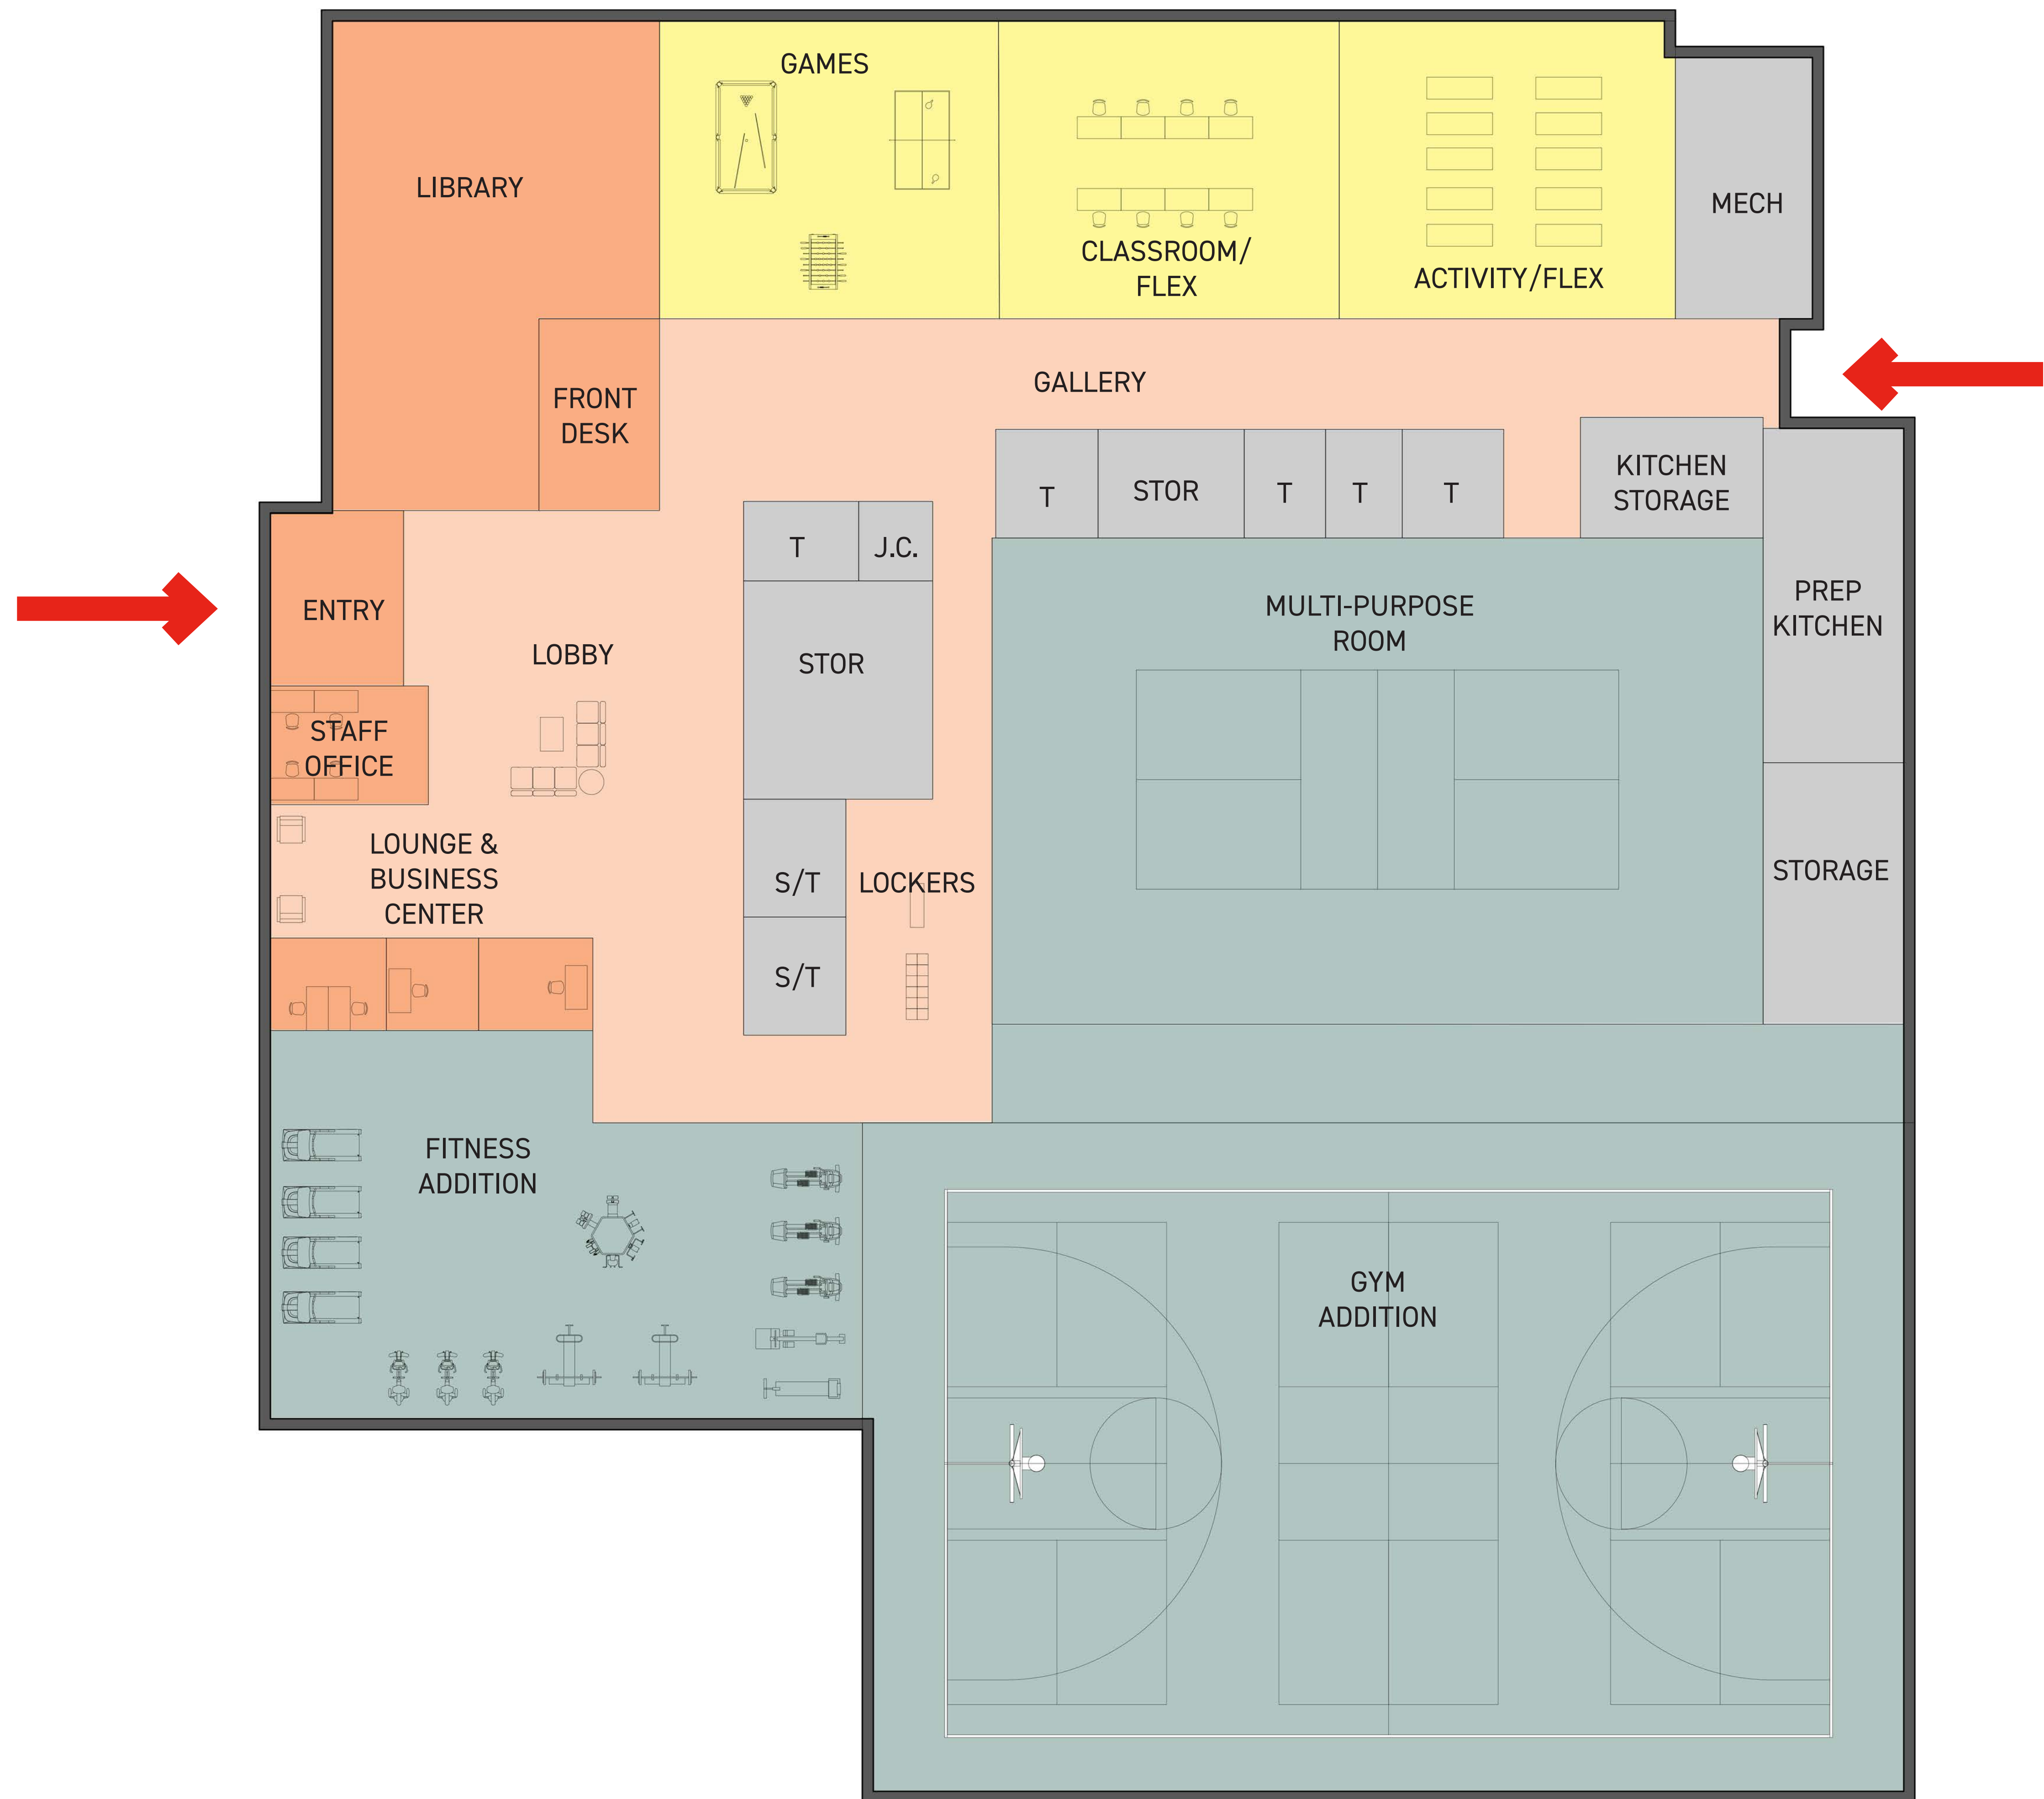 GAMES
LIBRARY
CLASSROOM/
FLEX
ACTIVITY/FLEX
MECH
FRONT
DESK
GALLERY
T
STOR
T
T
T
KITCHEN
STORAGE
T
J.C.
STOR
ENTRY
LOBBY
MULTI-PURPOSE
ROOM
PREP
KITCHEN
STAFF
OFFICE
LOUNGE &
BUSINESS
CENTER
S/T
LOCKERS
STORAGE
S/T
FITNESS
ADDITION
GYM
ADDITION